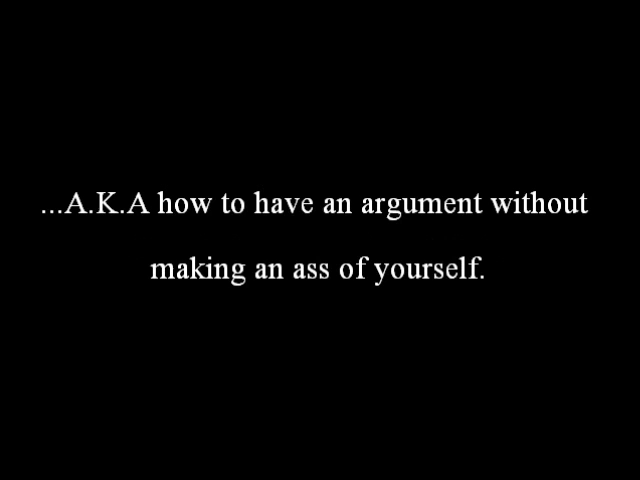 ...A.K.A how to have an argument without
making an ass of yourself.